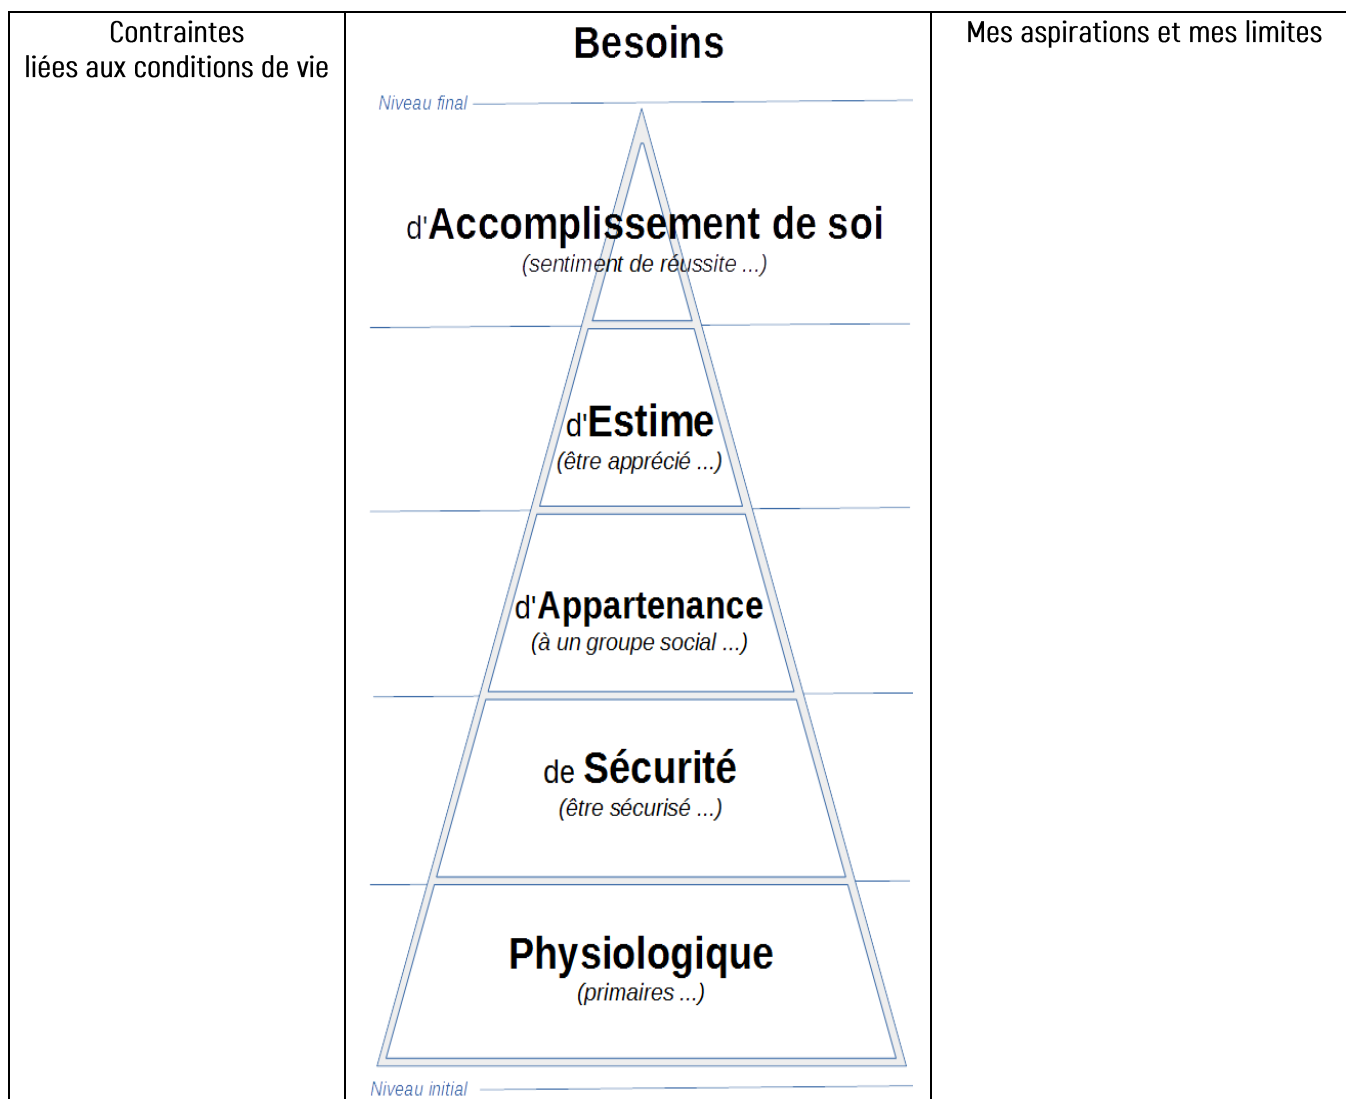 Contraintes
liées aux conditions de vie
Besoins
Niveau final
d'Accomplissement de soi
(sentiment de réussite ...)
d'Estime
(être apprécié ...)
d'Appartenance
(à un groupe social ...)
de Sécurité
(être sécurisé ...)
Physiologique
(primaires ...)
Niveau initial
Mes aspirations et mes limites